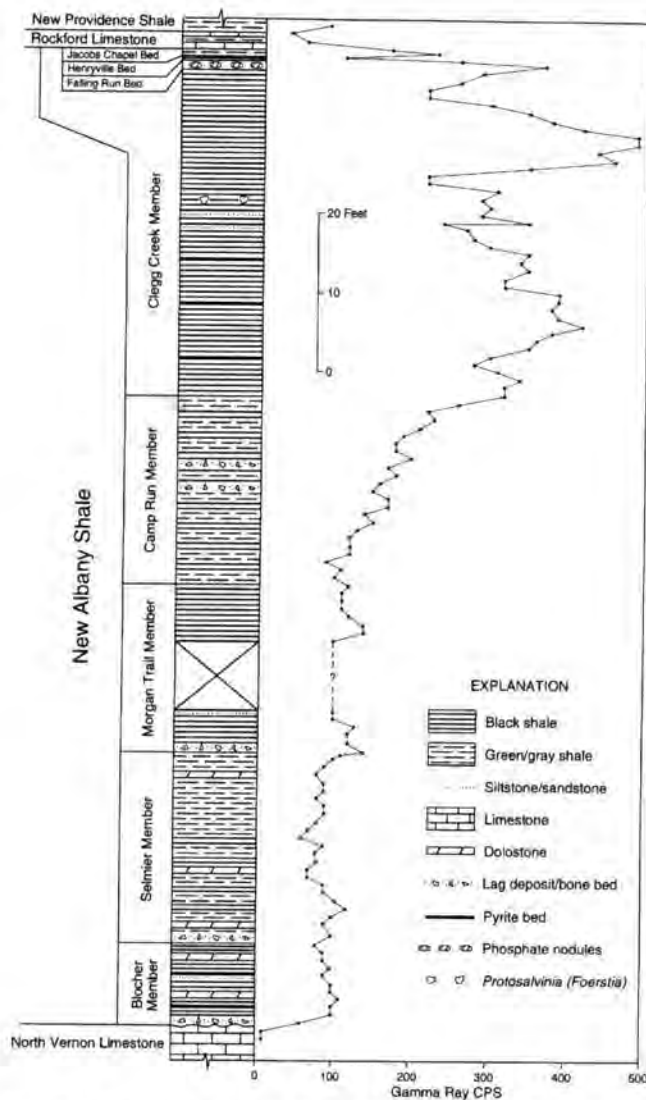 New Providence Shale
Rockford Limestone
Jacobs Chapel Bed
Henryville Bed
Falling Run Bed
Clegg Creek Member
20 Feet
10
0
Camp Run Member
New Albany Shale
Morgan Trail Member
?
EXPLANATION
Black shale
Green/gray shale
Siltstone/sandstone
Limestone
Dolostone
Lag deposit/bone bed
Pyrite bed
Phosphate nodules
Protosalvinia (Foerstia)
Selmier Member
Blocher
Member
North Vernon Limestone
0
100
200
300
400
500
Gamma Ray CPS